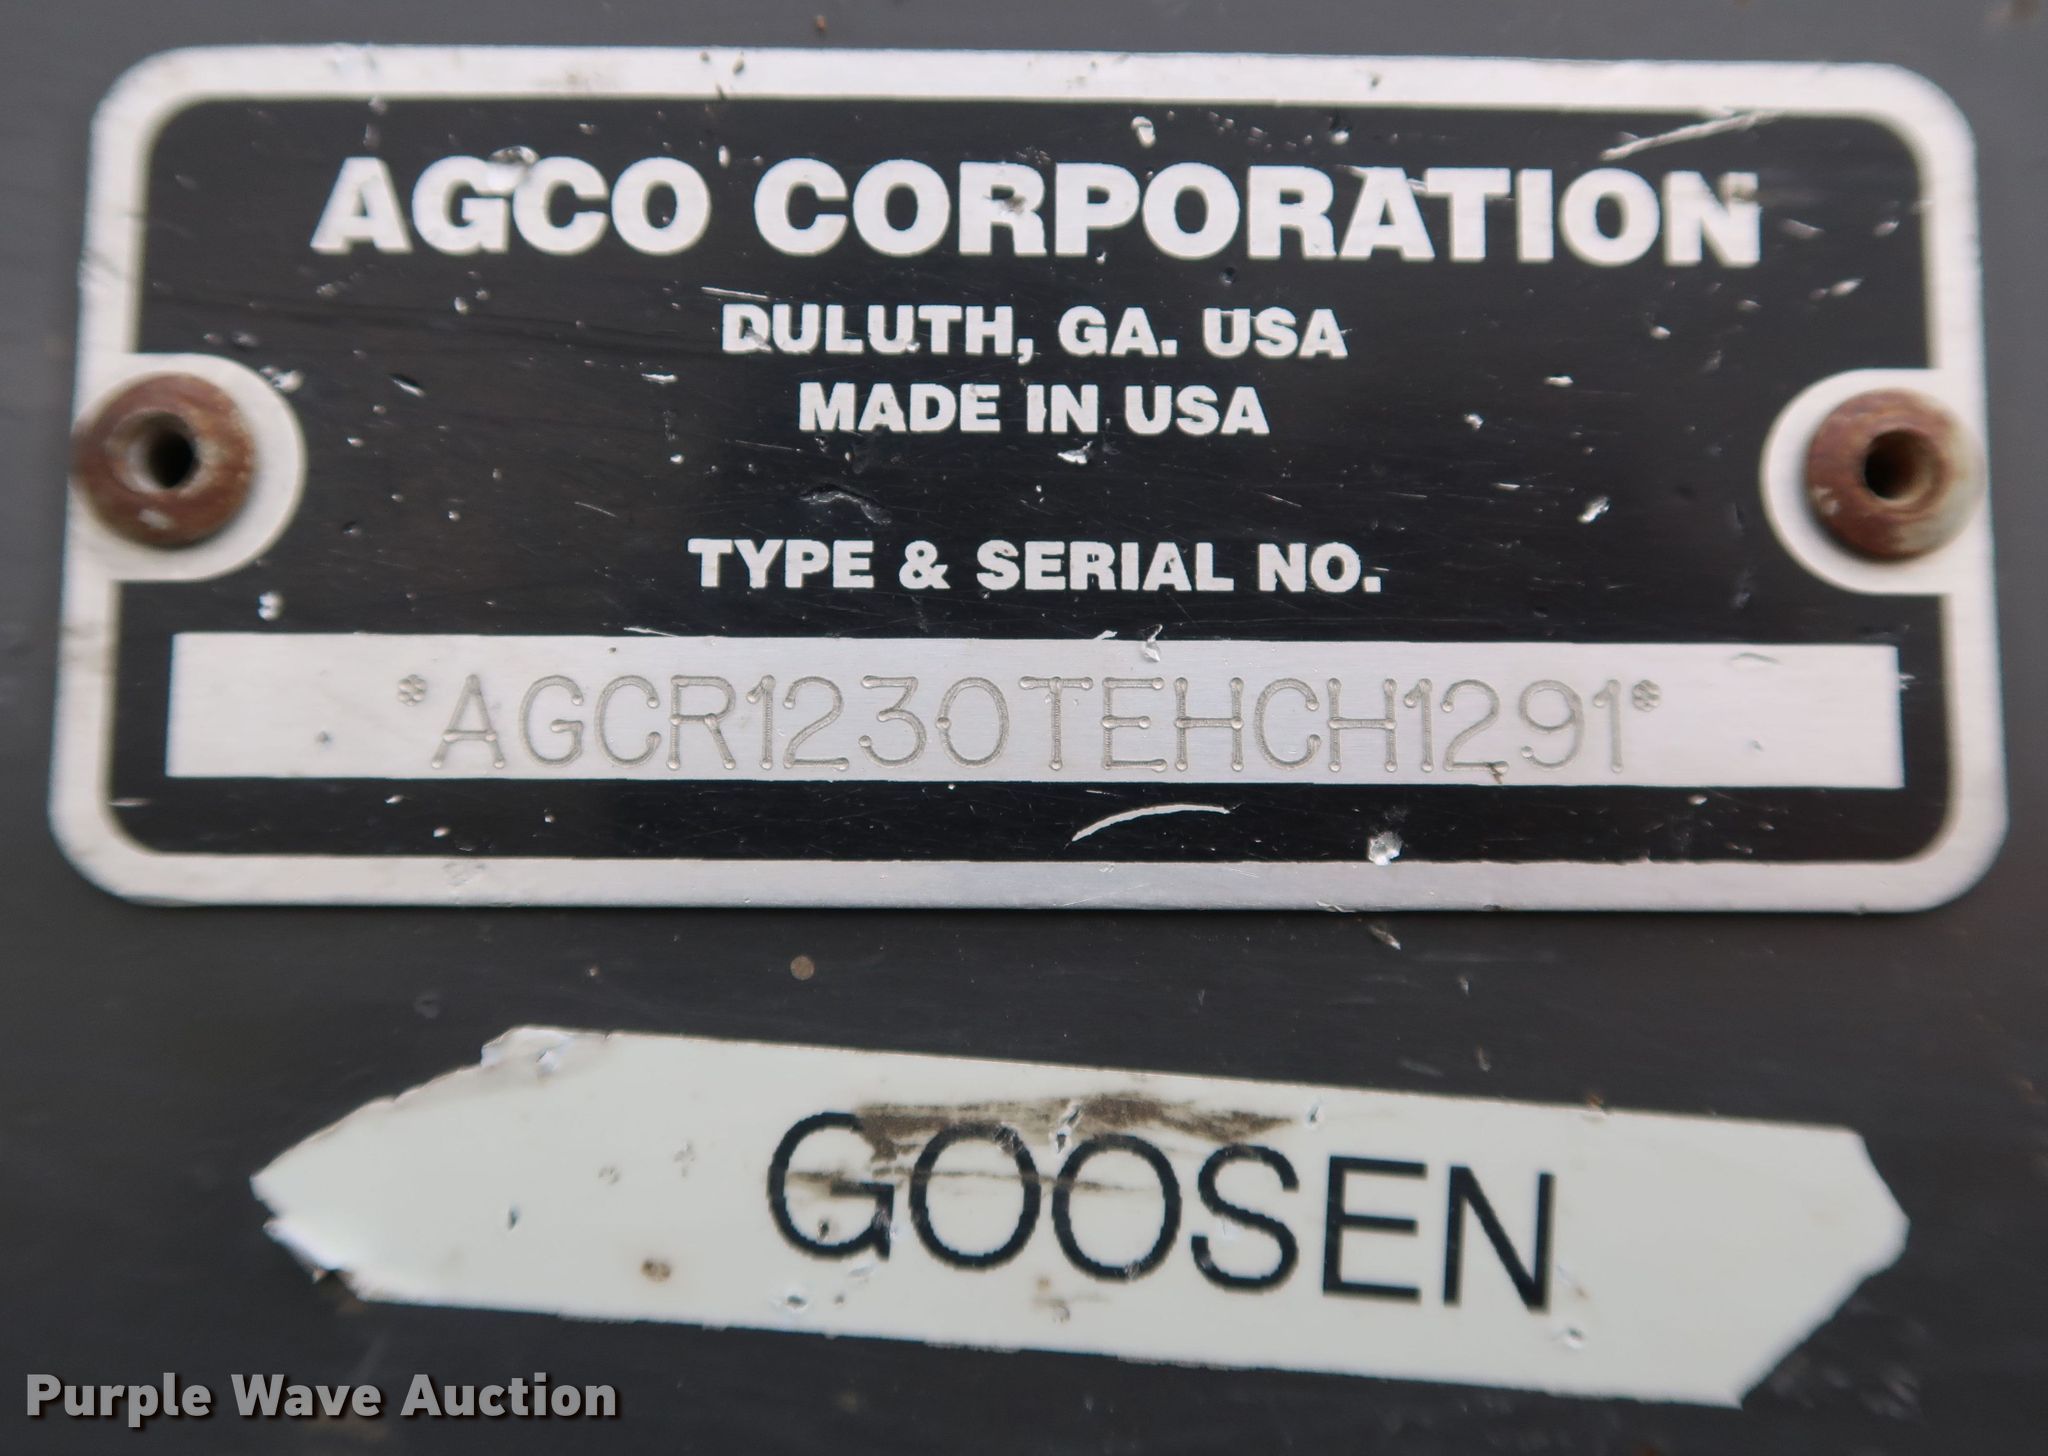 AGCO CORPORATION
DULUTH, GA. USA
MADE IN USA
TYPE & SERIAL NO.
*AGCR1230TEHCH1291*
GOOSEN
Purple Wave Auction